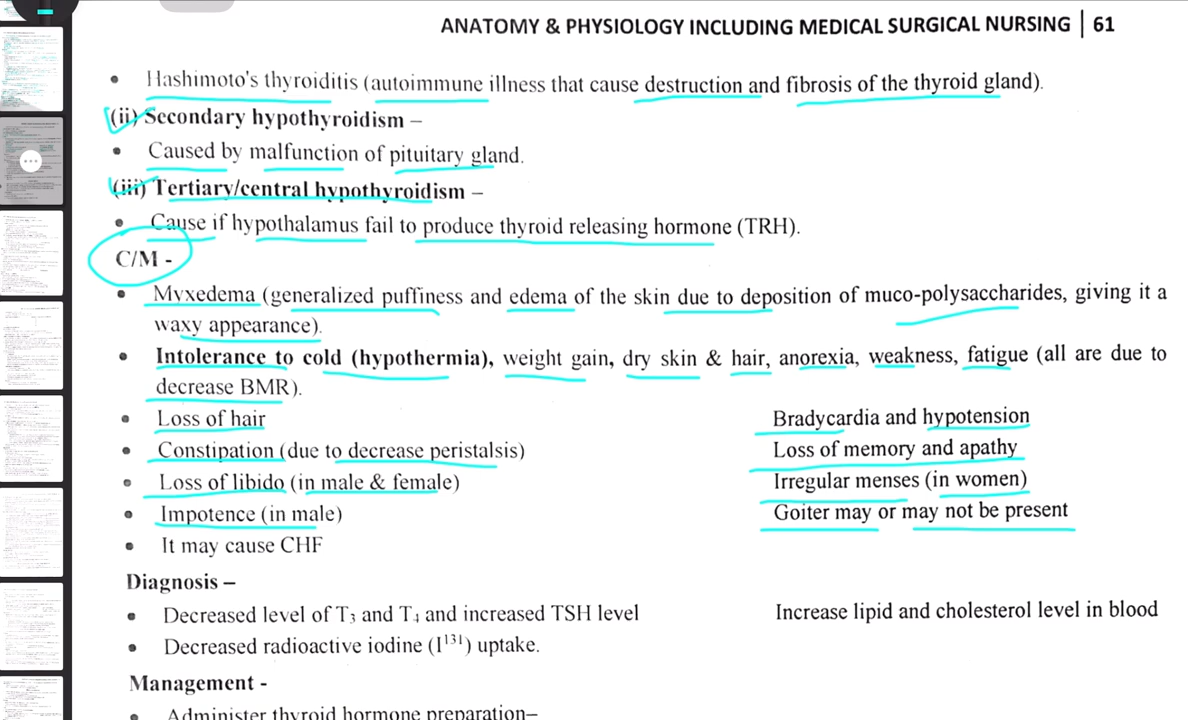 ANATOMY & PHYSIOLOGY INCLUDING MEDICAL SURGICAL NURSING | 61
• Hashimoto's thyroiditis (autoimmune illness that cause destruction and fibrosis of the thyroid gland).
(ii) Secondary hypothyroidism –
• Caused by malfunction of pituitary gland.
(iii) Tertiary/central hypothyroidism –
• Cause if hypothalamus fail to produce thyroid releasing hormone (TRH).
C/M -
• Myxedema (generalized puffiness and edema of the skin due to deposition of muco-polysaccharides, giving it a
waxy appearance).
• Intolerance to cold (hypothermia), weight gain, dry skin & hair, anorexia, weakness, fatigue (all are due to
decrease BMR).
• Loss of hair Bradycardia and hypotension
• Constipation (due to decrease peristalsis) Loss of memory and apathy
• Loss of libido (in male & female) Irregular menses (in women)
• Impotence (in male) Goiter may or may not be present
• It may cause CHF
Diagnosis –
• Decreased level of T3 and T4 and increased TSH level Increase lipid and cholesterol level in blood
• Decreased radioactive iodine (I131) uptake.
Management -
• Administer thyroid hormone preparation–